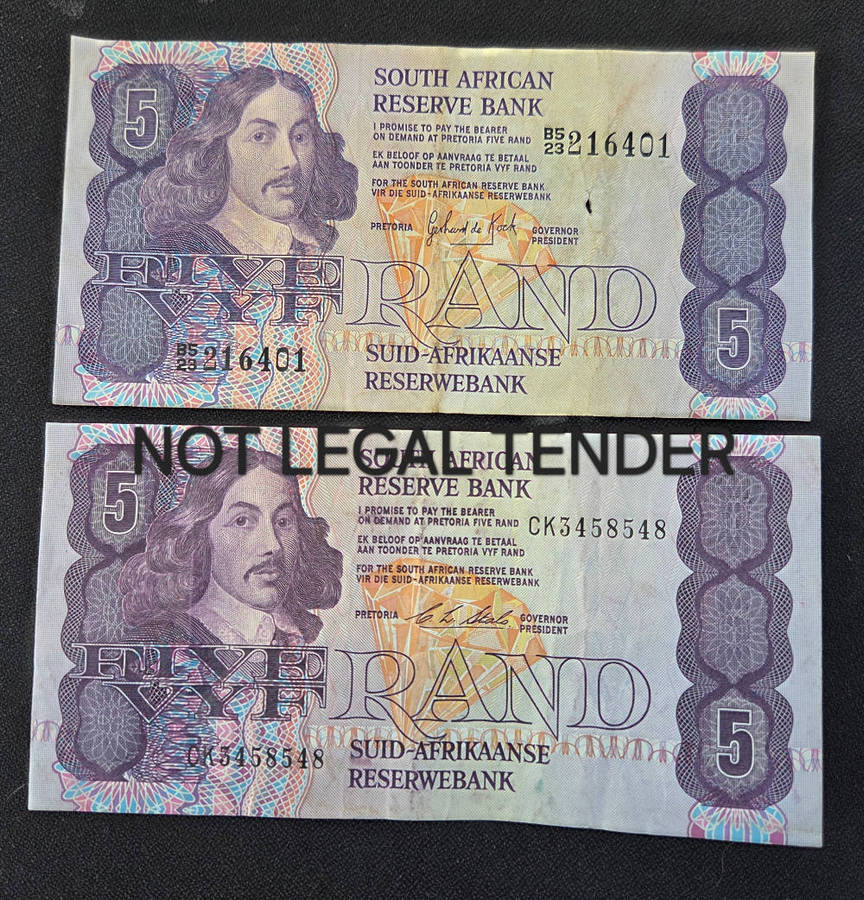 5
SOUTH AFRICAN
RESERVE BANK
I PROMISE TO PAY THE BEARER
ON DEMAND AT PRETORIA FIVE RAND
B5
23 216401
EK BELOOF OP AANVRAAG TE BETAAL
AAN TOONDER TE PRETORIA VYF RAND
FOR THE SOUTH AFRICAN RESERVE BANK
VIR DIE SUID-AFRIKAANSE RESERWEBANK
PRETORIA Gerhard de Kock GOVERNOR
PRESIDENT
FIVE
VYF RAND
5
B5
23 216401
SUID-AFRIKAANSE
RESERWEBANK
NOT LEGAL TENDER
5
SOUTH AFRICAN
RESERVE BANK
I PROMISE TO PAY THE BEARER
ON DEMAND AT PRETORIA FIVE RAND
CK3458548
EK BELOOF OP AANVRAAG TE BETAAL
AAN TOONDER TE PRETORIA VYF RAND
FOR THE SOUTH AFRICAN RESERVE BANK
VIR DIE SUID-AFRIKAANSE RESERWEBANK
PRETORIA C L Stals GOVERNOR
PRESIDENT
FIVE
VYF RAND
5
CK3458548
SUID-AFRIKAANSE
RESERWEBANK